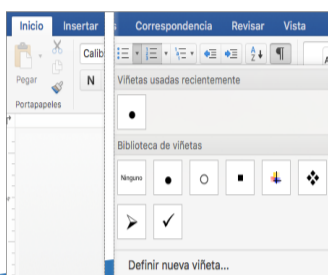 Inicio Insertar Correspondencia Revisar Vista
Calib
Pegar N
Portapapeles
Viñetas usadas recientemente
Biblioteca de viñetas
Ninguno
Definir nueva viñeta...